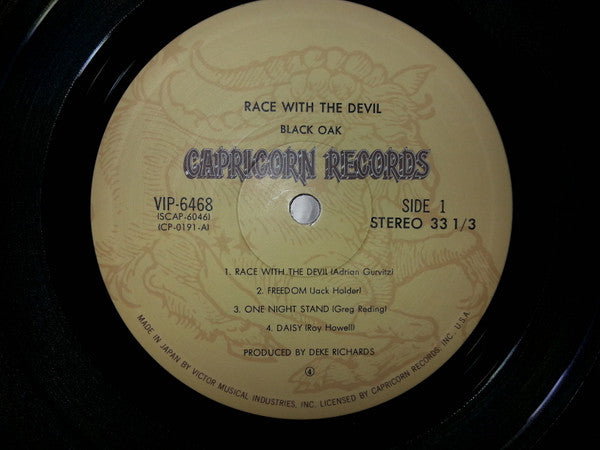 RACE WITH THE DEVIL
BLACK OAK
CAPRICORN RECORDS
VIP-6468
(SCAP-6046)
(CP-0191-A)
SIDE 1
STEREO 33 1/3
1. RACE WITH THE DEVIL (Adrian Gurvitz)
2. FREEDOM (Jack Holder)
3. ONE NIGHT STAND (Greg Reding)
4. DAISY (Roy Howell)
PRODUCED BY DEKE RICHARDS
④
MADE IN JAPAN BY VICTOR MUSICAL INDUSTRIES, INC. LICENSED BY CAPRICORN RECORDS, INC., U.S.A